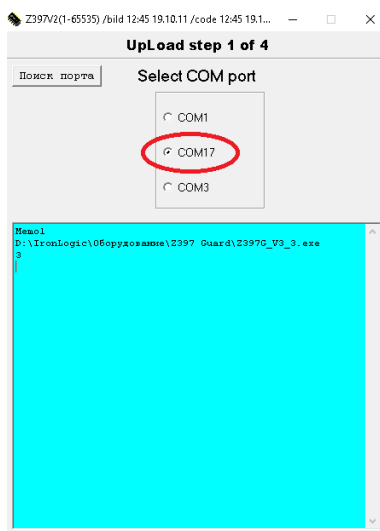 Z397V2(1-65535) /bild 12:45 19.10.11 /code 12:45 19.1...
UpLoad step 1 of 4
Поиск порта
Select COM port
COM1
COM17
COM3
Memo1
D:\IronLogic\Оборудование\Z397 Guard\Z397G_V3_3.exe
3